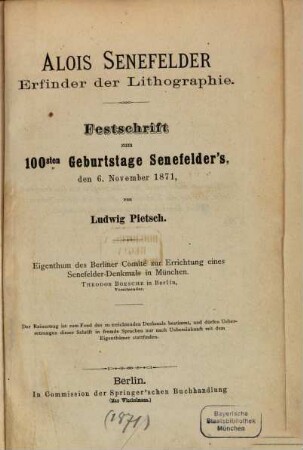 ALOIS SENEFELDER
Erfinder der Lithographie.
Festschrift
zum
100sten Geburtstage Senefelder's,
den 6. November 1871,
von
Ludwig Pietsch.
Eigenthum des Berliner Comité zur Errichtung eines
Senefelder-Denkmals in München.
THEODOR BOESCHE in Berlin,
Vorsitzender.
Der Reinertrag ist zum Fond des zu errichtenden Denkmals bestimmt, und dürfen Ueber-
setzungen dieser Schrift in fremde Sprachen nur nach Uebereinkunft mit dem
Eigenthümer stattfinden.
Berlin.
In Commission der Springer'schen Buchhandlung
(Max Winckelmann).
(1871)
Bayerische
Staatsbibliothek
München